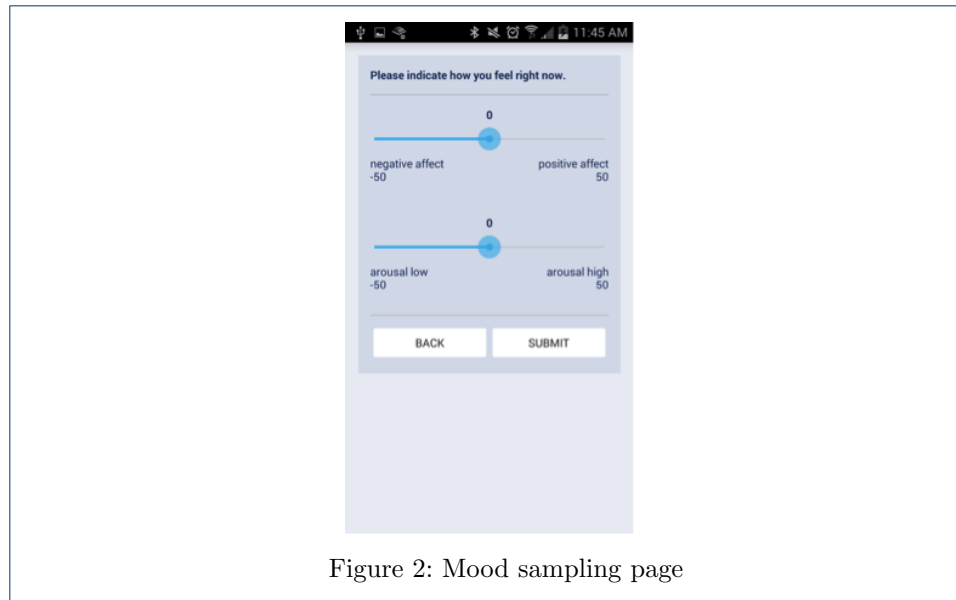 11:45 AM
Please indicate how you feel right now.
0
negative affect positive affect
-50 50
0
arousal low arousal high
-50 50
BACK SUBMIT
Figure 2: Mood sampling page